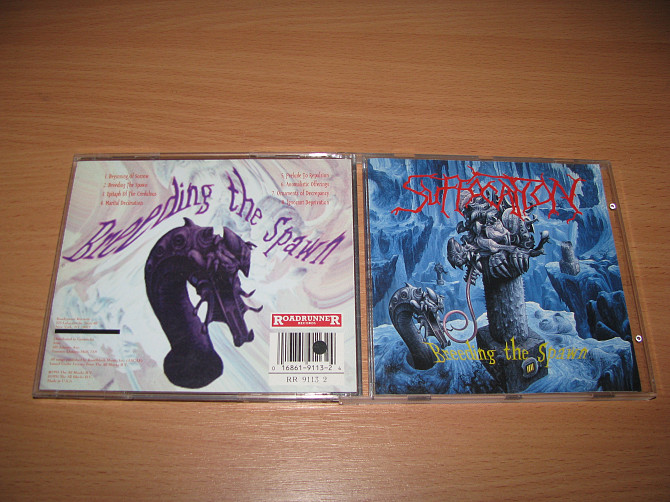 1. Beginning Of Sorrow
2. Breeding The Spawn
3. Epitaph Of The Credulous
4. Marital Decimation
5. Prelude To Repulsion
6. Anomalistic Offerings
7. Ornaments of Decrepancy
8. Ignorant Deprivation
Breeding the Spawn
ROADRUNNER
RECORDS
0 16861-9113-2 4
RR 9113 2
SUFFOCATION
Breeding the Spawn